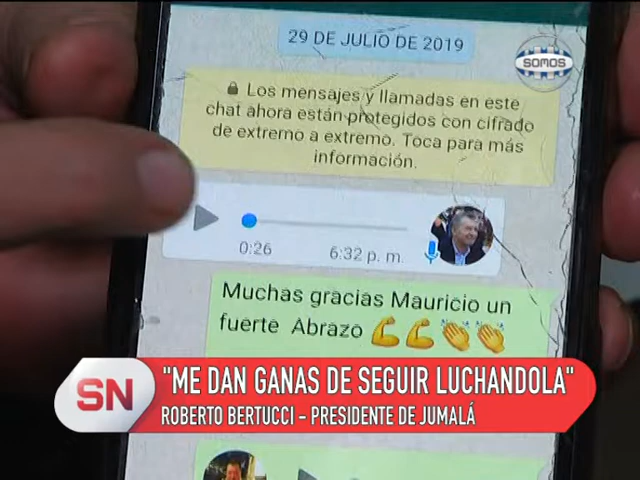 29 DE JULIO DE 2019
SOMOS
Los mensajes y llamadas en este
chat ahora están protegidos con cifrado
de extremo a extremo. Toca para más
información.
0:26
6:32 p. m.
Muchas gracias Mauricio un
fuerte Abrazo
SN
"ME DAN GANAS DE SEGUIR LUCHANDOLA"
ROBERTO BERTUCCI - PRESIDENTE DE JUMALÁ